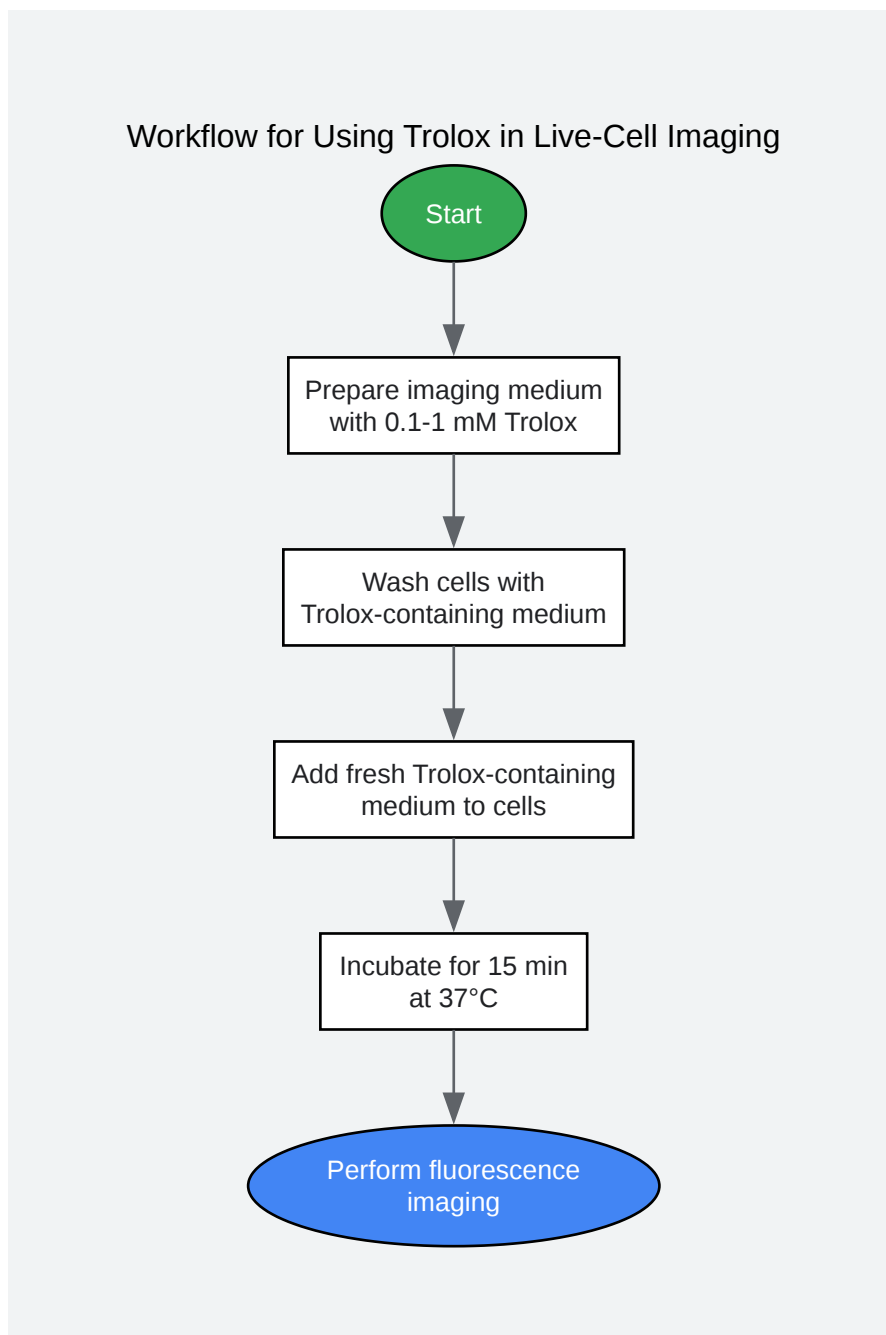 Workflow for Using Trolox in Live-Cell Imaging
Start
Prepare imaging medium
with 0.1-1 mM Trolox
Wash cells with
Trolox-containing medium
Add fresh Trolox-containing
medium to cells
Incubate for 15 min
at 37°C
Perform fluorescence
imaging